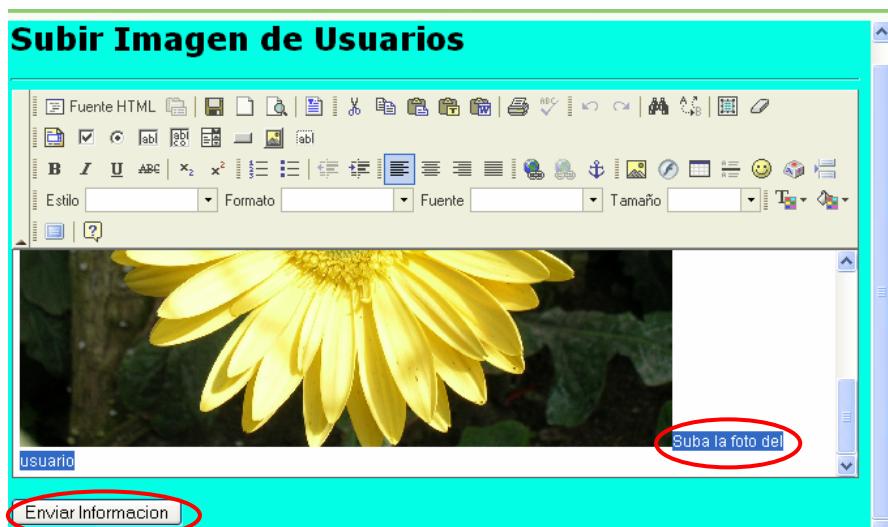 Subir Imagen de Usuarios
Fuente HTML
Estilo Formato Fuente Tamaño
Suba la foto del
usuario
Enviar Informacion